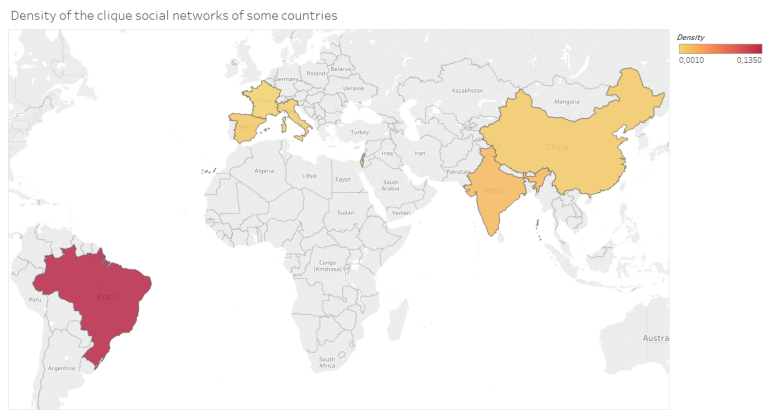 Density of the clique social networks of some countries
Density
0,0010 0,1350
Belarus
Poland
Germany
Ukraine
Kazakhstan
Mongolia
Turkey
China
Iraq
Iran
Algeria
Libya
Egypt
Pakistan
Saudi
Arabia
India
Sudan
Yemen
Congo
(Kinshasa)
Brazil
Peru
Austra
South
Africa
Argentina